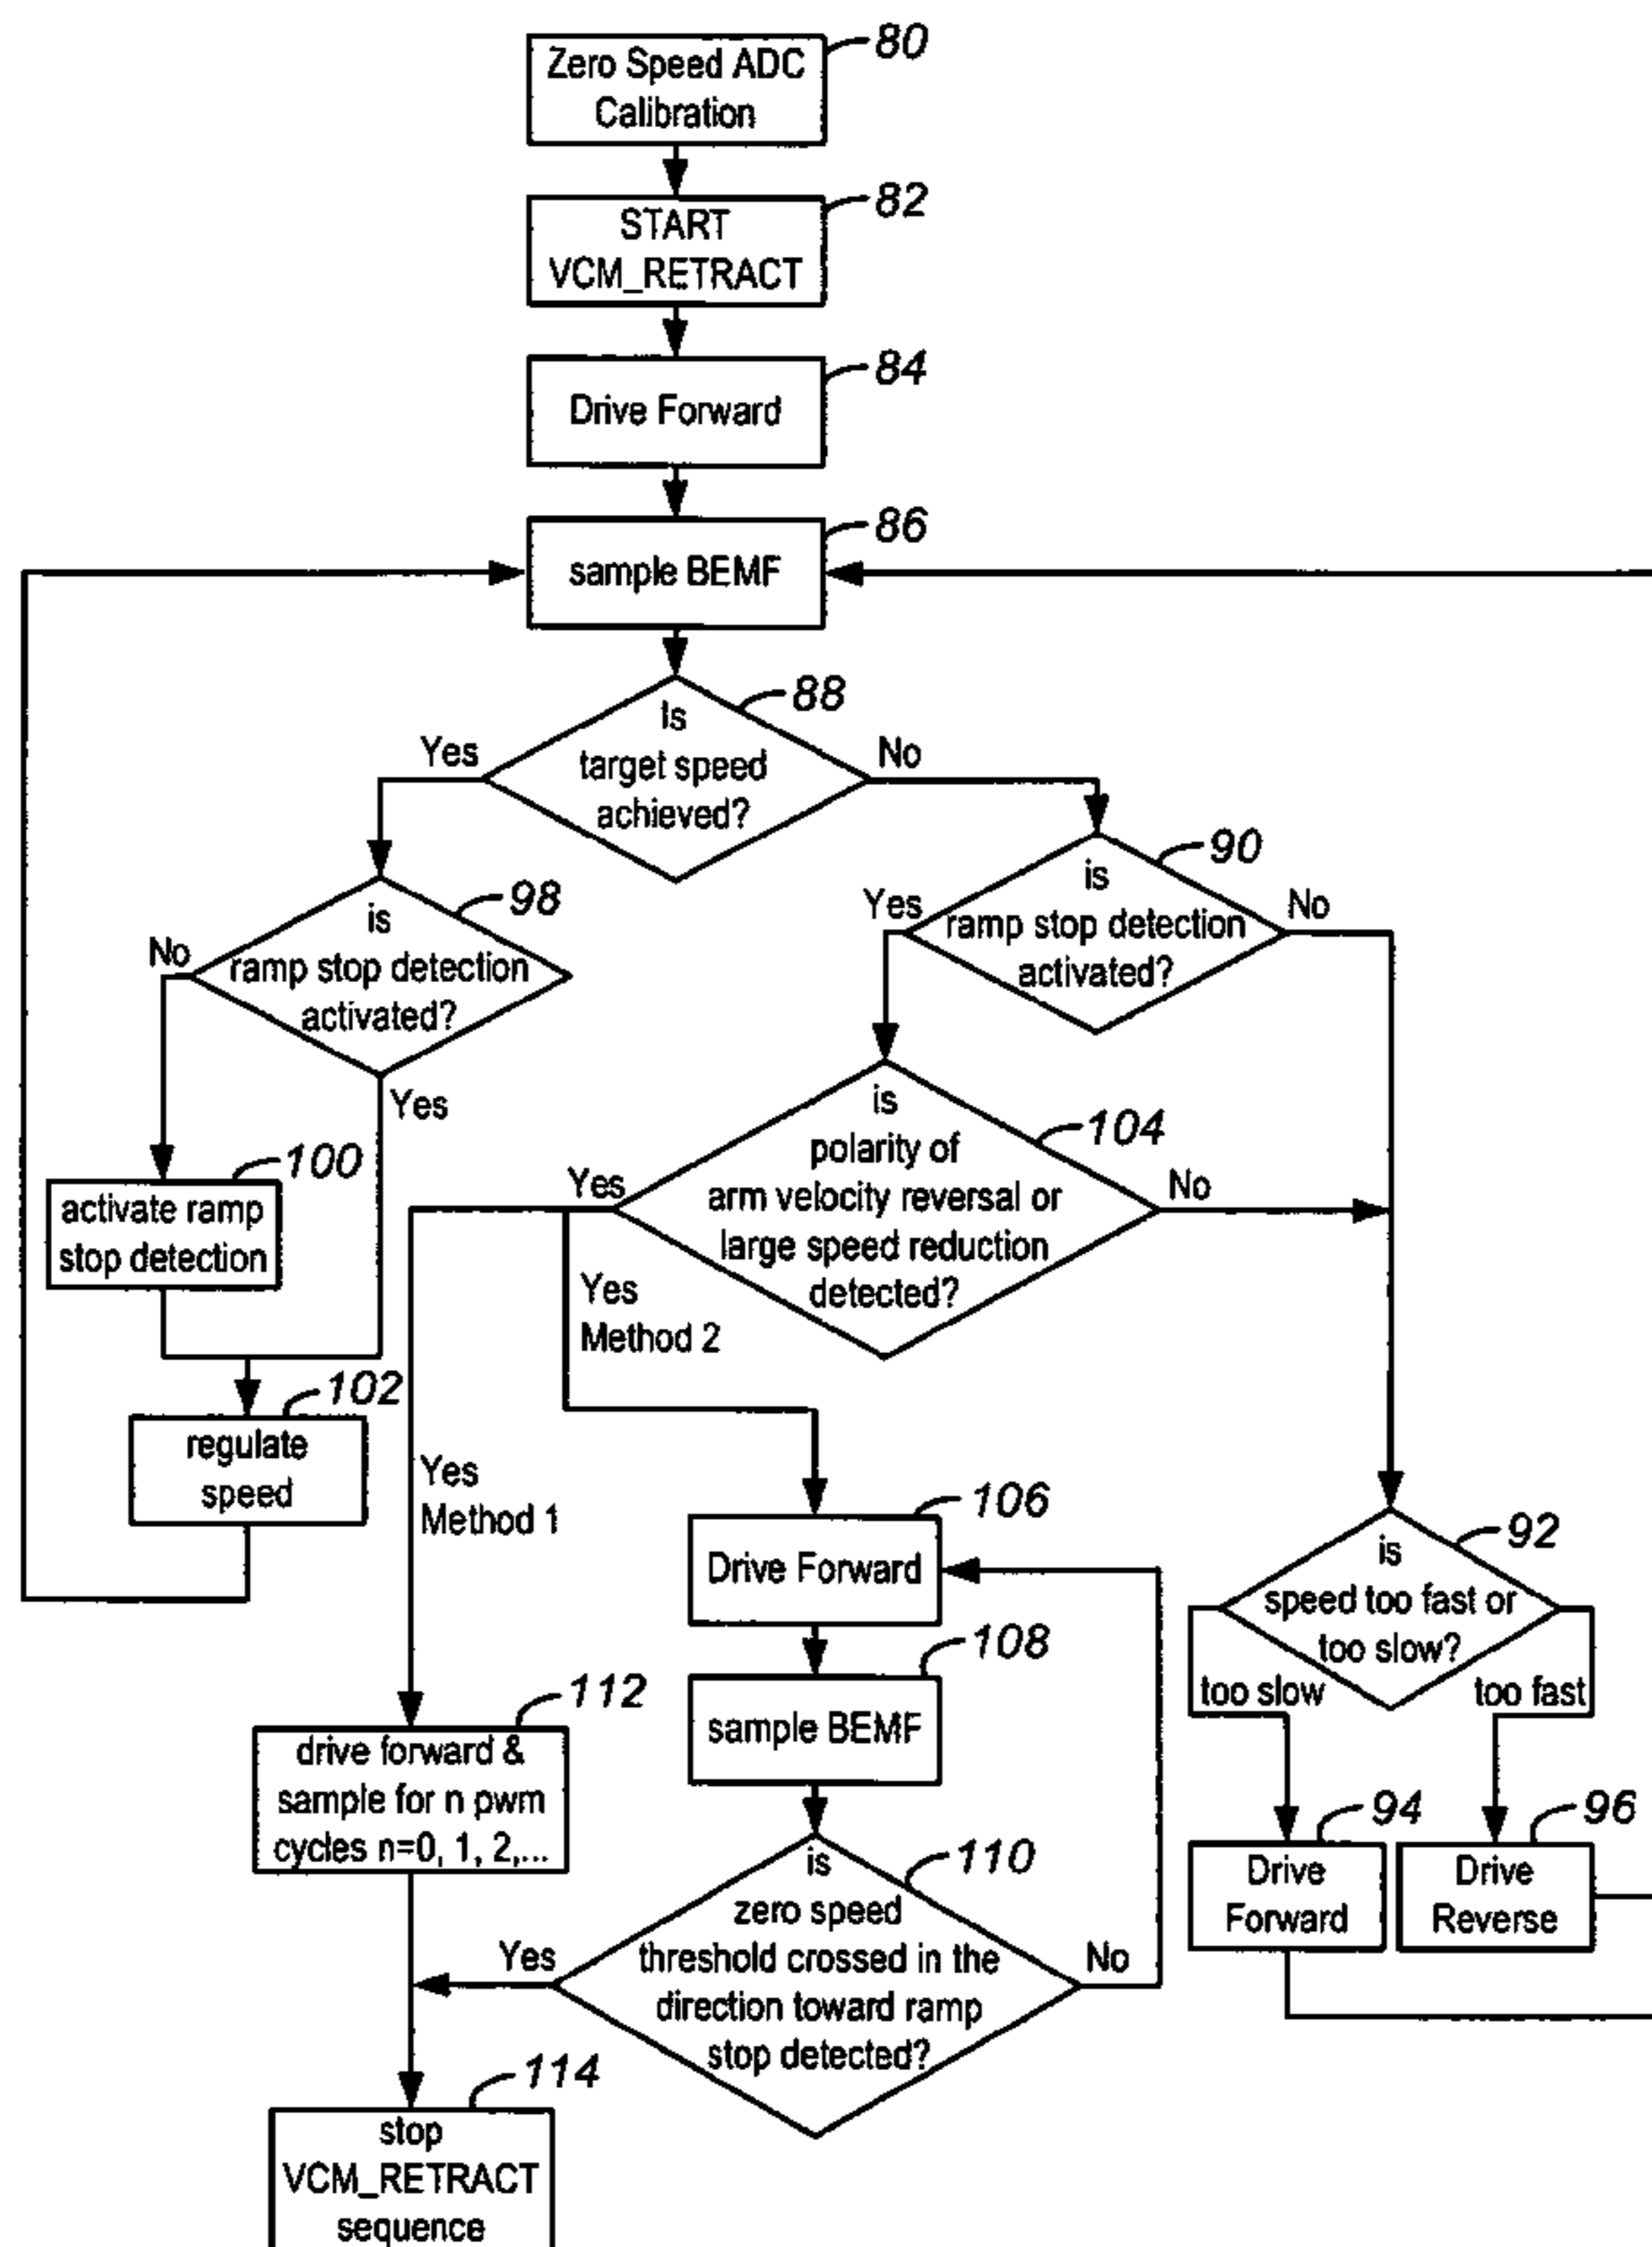 80
Zero Speed ADC
Calibration
82
START
VCM_RETRACT
84
Drive Forward
86
sample BEMF
88
Is
target speed
achieved?
Yes
No
90
is
ramp stop detection
activated?
Yes
No
98
is
ramp stop detection
activated?
No
Yes
104
is
polarity of
arm velocity reversal or
large speed reduction
detected?
Yes
No
100
activate ramp
stop detection
Yes
Method 2
102
regulate
speed
Yes
Method 1
106
Drive Forward
92
is
speed too fast or
too slow?
too slow
too fast
108
sample BEMF
112
drive forward &
sample for n pwm
cycles n=0, 1, 2,...
94
Drive
Forward
96
Drive
Reverse
110
is
zero speed
threshold crossed in the
direction toward ramp
stop detected?
Yes
No
114
stop
VCM_RETRACT
sequence